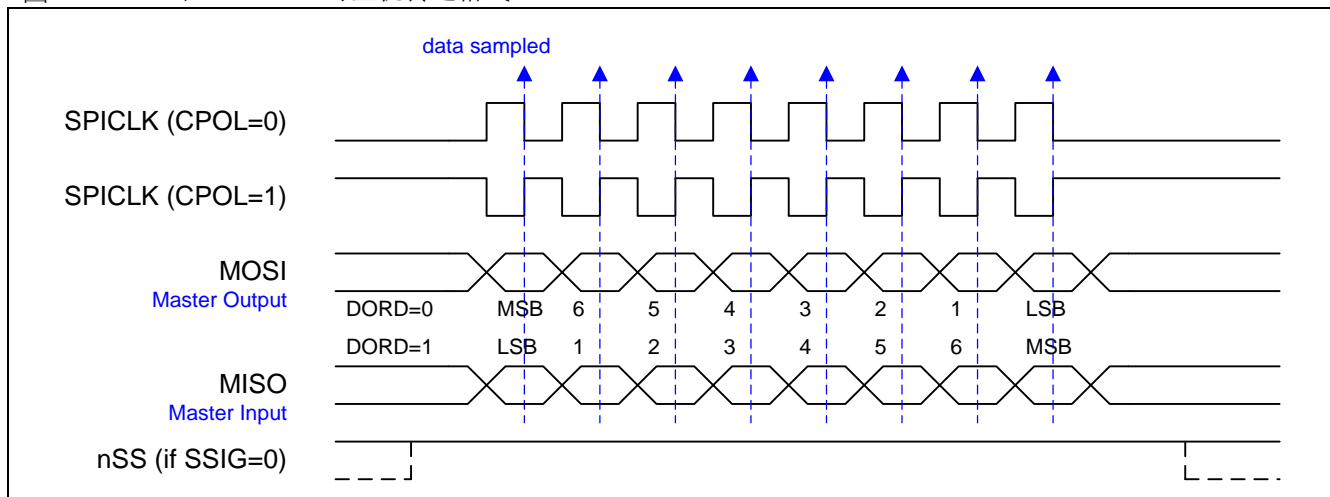 data sampled
SPICLK (CPOL=0)
SPICLK (CPOL=1)
MOSI
Master Output
DORD=0 MSB 6 5 4 3 2 1 LSB
DORD=1 LSB 1 2 3 4 5 6 MSB
MISO
Master Input
nSS (if SSIG=0)